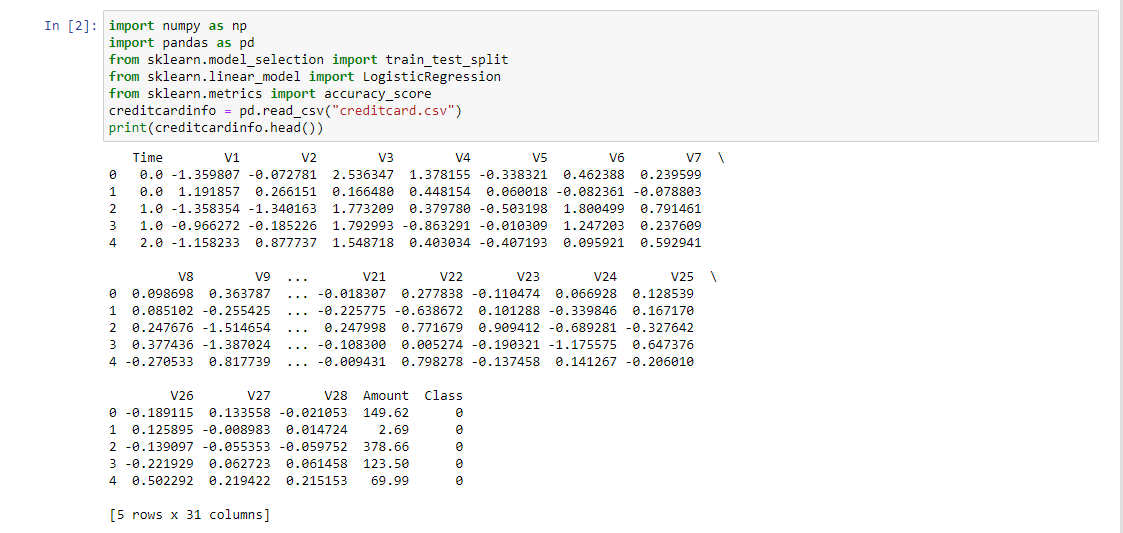 In [2]: import numpy as np
import pandas as pd
from sklearn.model_selection import train_test_split
from sklearn.linear_model import LogisticRegression
from sklearn.metrics import accuracy_score
creditcardinfo = pd.read_csv("creditcard.csv")
print(creditcardinfo.head())
   Time        V1        V2        V3        V4        V5        V6        V7  \
0   0.0 -1.359807 -0.072781  2.536347  1.378155 -0.338321  0.462388  0.239599
1   0.0  1.191857  0.266151  0.166480  0.448154  0.060018 -0.082361 -0.078803
2   1.0 -1.358354 -1.340163  1.773209  0.379780 -0.503198  1.800499  0.791461
3   1.0 -0.966272 -0.185226  1.792993 -0.863291 -0.010309  1.247203  0.237609
4   2.0 -1.158233  0.877737  1.548718  0.403034 -0.407193  0.095921  0.592941
         V8        V9  ...       V21       V22       V23       V24       V25  \
0  0.098698  0.363787  ... -0.018307  0.277838 -0.110474  0.066928  0.128539
1  0.085102 -0.255425  ... -0.225775 -0.638672  0.101288 -0.339846  0.167170
2  0.247676 -1.514654  ...  0.247998  0.771679  0.909412 -0.689281 -0.327642
3  0.377436 -1.387024  ... -0.108300  0.005274 -0.190321 -1.175575  0.647376
4 -0.270533  0.817739  ... -0.009431  0.798278 -0.137458  0.141267 -0.206010
        V26       V27       V28  Amount  Class
0 -0.189115  0.133558 -0.021053  149.62      0
1  0.125895 -0.008983  0.014724    2.69      0
2 -0.139097 -0.055353 -0.059752  378.66      0
3 -0.221929  0.062723  0.061458  123.50      0
4  0.502292  0.219422  0.215153   69.99      0
[5 rows x 31 columns]